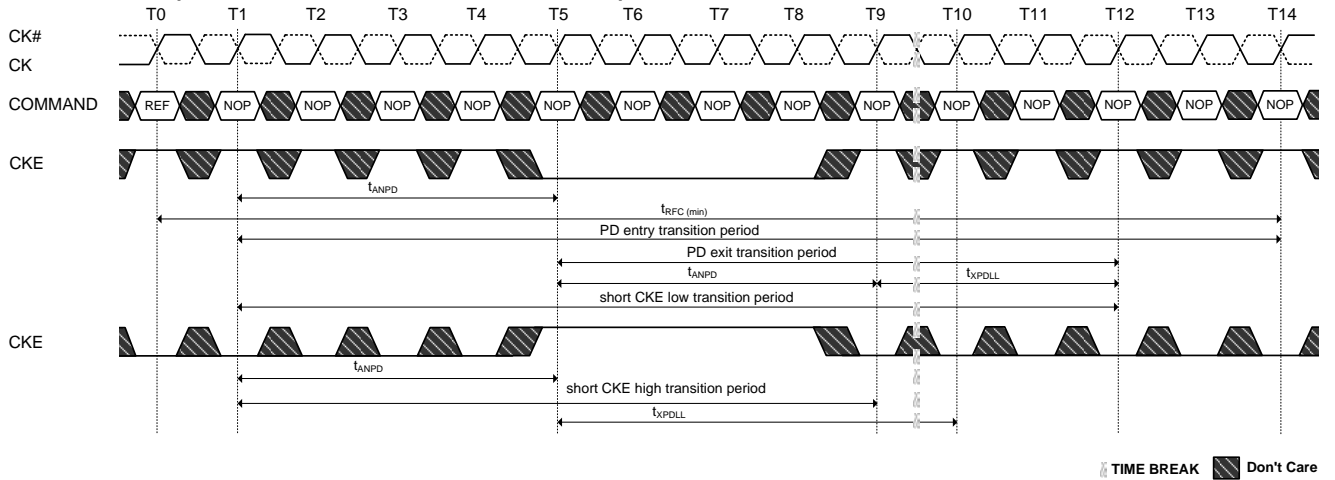 T0 T1 T2 T3 T4 T5 T6 T7 T8 T9 T10 T11 T12 T13 T14
CK#
CK
COMMAND REF NOP NOP NOP NOP NOP NOP NOP NOP NOP NOP NOP NOP NOP NOP
CKE
tANPD
tRFC (min)
PD entry transition period
PD exit transition period
tANPD tXPDLL
short CKE low transition period
CKE
tANPD
short CKE high transition period
tXPDLL
TIME BREAK Don't Care